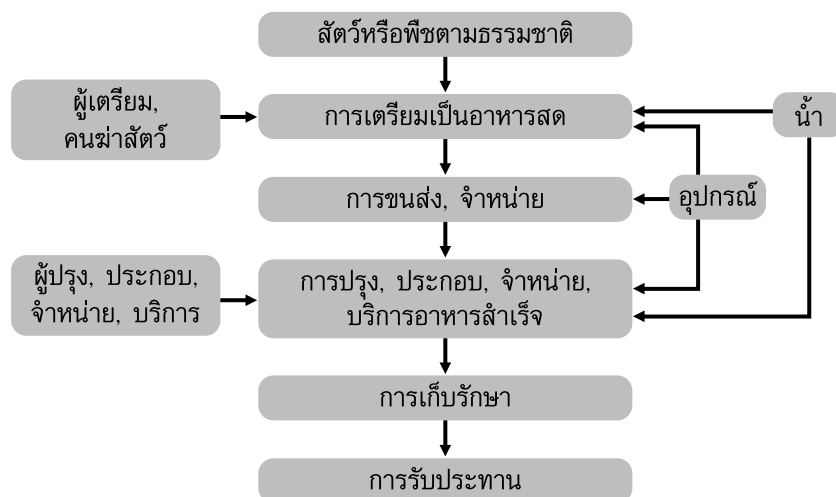 สัตว์หรือพืชตามธรรมชาติ
ผู้เตรียม,
คนฆ่าสัตว์
การเตรียมเป็นอาหารสด
น้ำ
การขนส่ง, จำหน่าย
อุปกรณ์
ผู้ปรุง, ประกอบ,
จำหน่าย, บริการ
การปรุง, ประกอบ, จำหน่าย,
บริการอาหารสำเร็จ
การเก็บรักษา
การรับประทาน